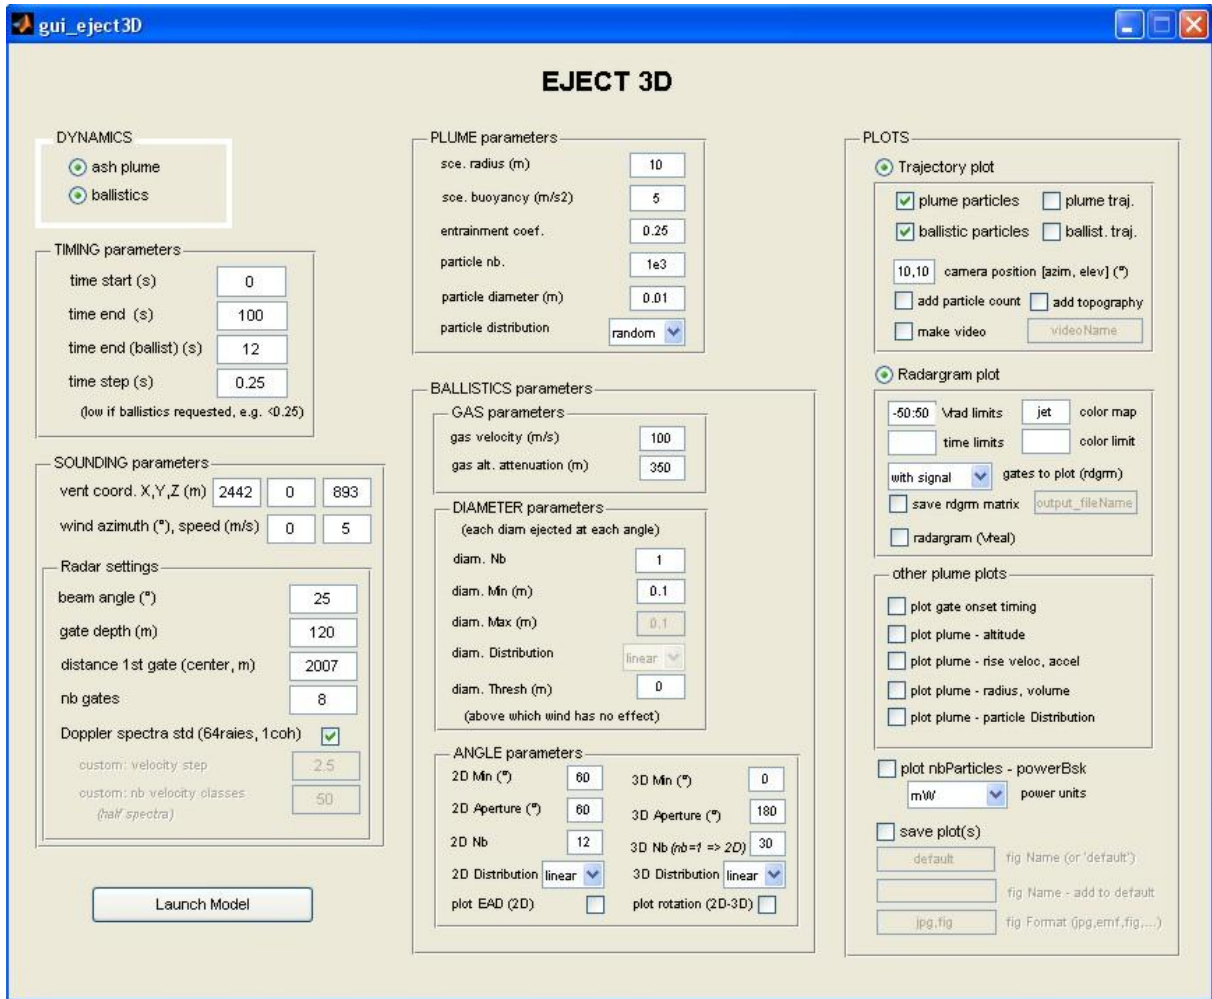 gui_eject3D
EJECT 3D
DYNAMICS
ash plume
ballistics
TIMING parameters
time start (s) 0
time end (s) 100
time end (ballist) (s) 12
time step (s) 0.25
(low if ballistics requested, e.g. <0.25)
SOUNDING parameters
vent coord. X,Y,Z (m) 2442 0 893
wind azimuth (°), speed (m/s) 0 5
Radar settings
beam angle (°) 25
gate depth (m) 120
distance 1st gate (center, m) 2007
nb gates 8
Doppler spectra std (64raies, 1coh)
custom: velocity step 2.5
custom: nb velocity classes 50
(half spectra)
Launch Model
PLUME parameters
sce. radius (m) 10
sce. buoyancy (m/s2) 5
entrainment coef. 0.25
particle nb. 1e3
particle diameter (m) 0.01
particle distribution random
BALLISTICS parameters
GAS parameters
gas velocity (m/s) 100
gas alt. attenuation (m) 350
DIAMETER parameters
(each diam ejected at each angle)
diam. Nb 1
diam. Min (m) 0.1
diam. Max (m) 0.1
diam. Distribution linear
diam. Thresh (m) 0
(above which wind has no effect)
ANGLE parameters
2D Min (°) 60 3D Min (°) 0
2D Aperture (°) 60 3D Aperture (°) 180
2D Nb 12 3D Nb (nb=1 => 2D) 30
2D Distribution linear 3D Distribution linear
plot EAD (2D) plot rotation (2D-3D)
PLOTS
Trajectory plot
plume particles plume traj.
ballistic particles ballist. traj.
10,10 camera position [azim, elev] (°)
add particle count add topography
make video videoName
Radargram plot
-50:50 Vrad limits jet color map
time limits color limit
with signal gates to plot (rdgrm)
save rdgrm matrix output_fileName
radargram (Vreal)
other plume plots
plot gate onset timing
plot plume - altitude
plot plume - rise veloc, accel
plot plume - radius, volume
plot plume - particle Distribution
plot nbParticles - powerBsk
mW power units
save plot(s)
default fig Name (or 'default')
fig Name - add to default
jpg,fig fig Format (jpg,emf,fig,...)